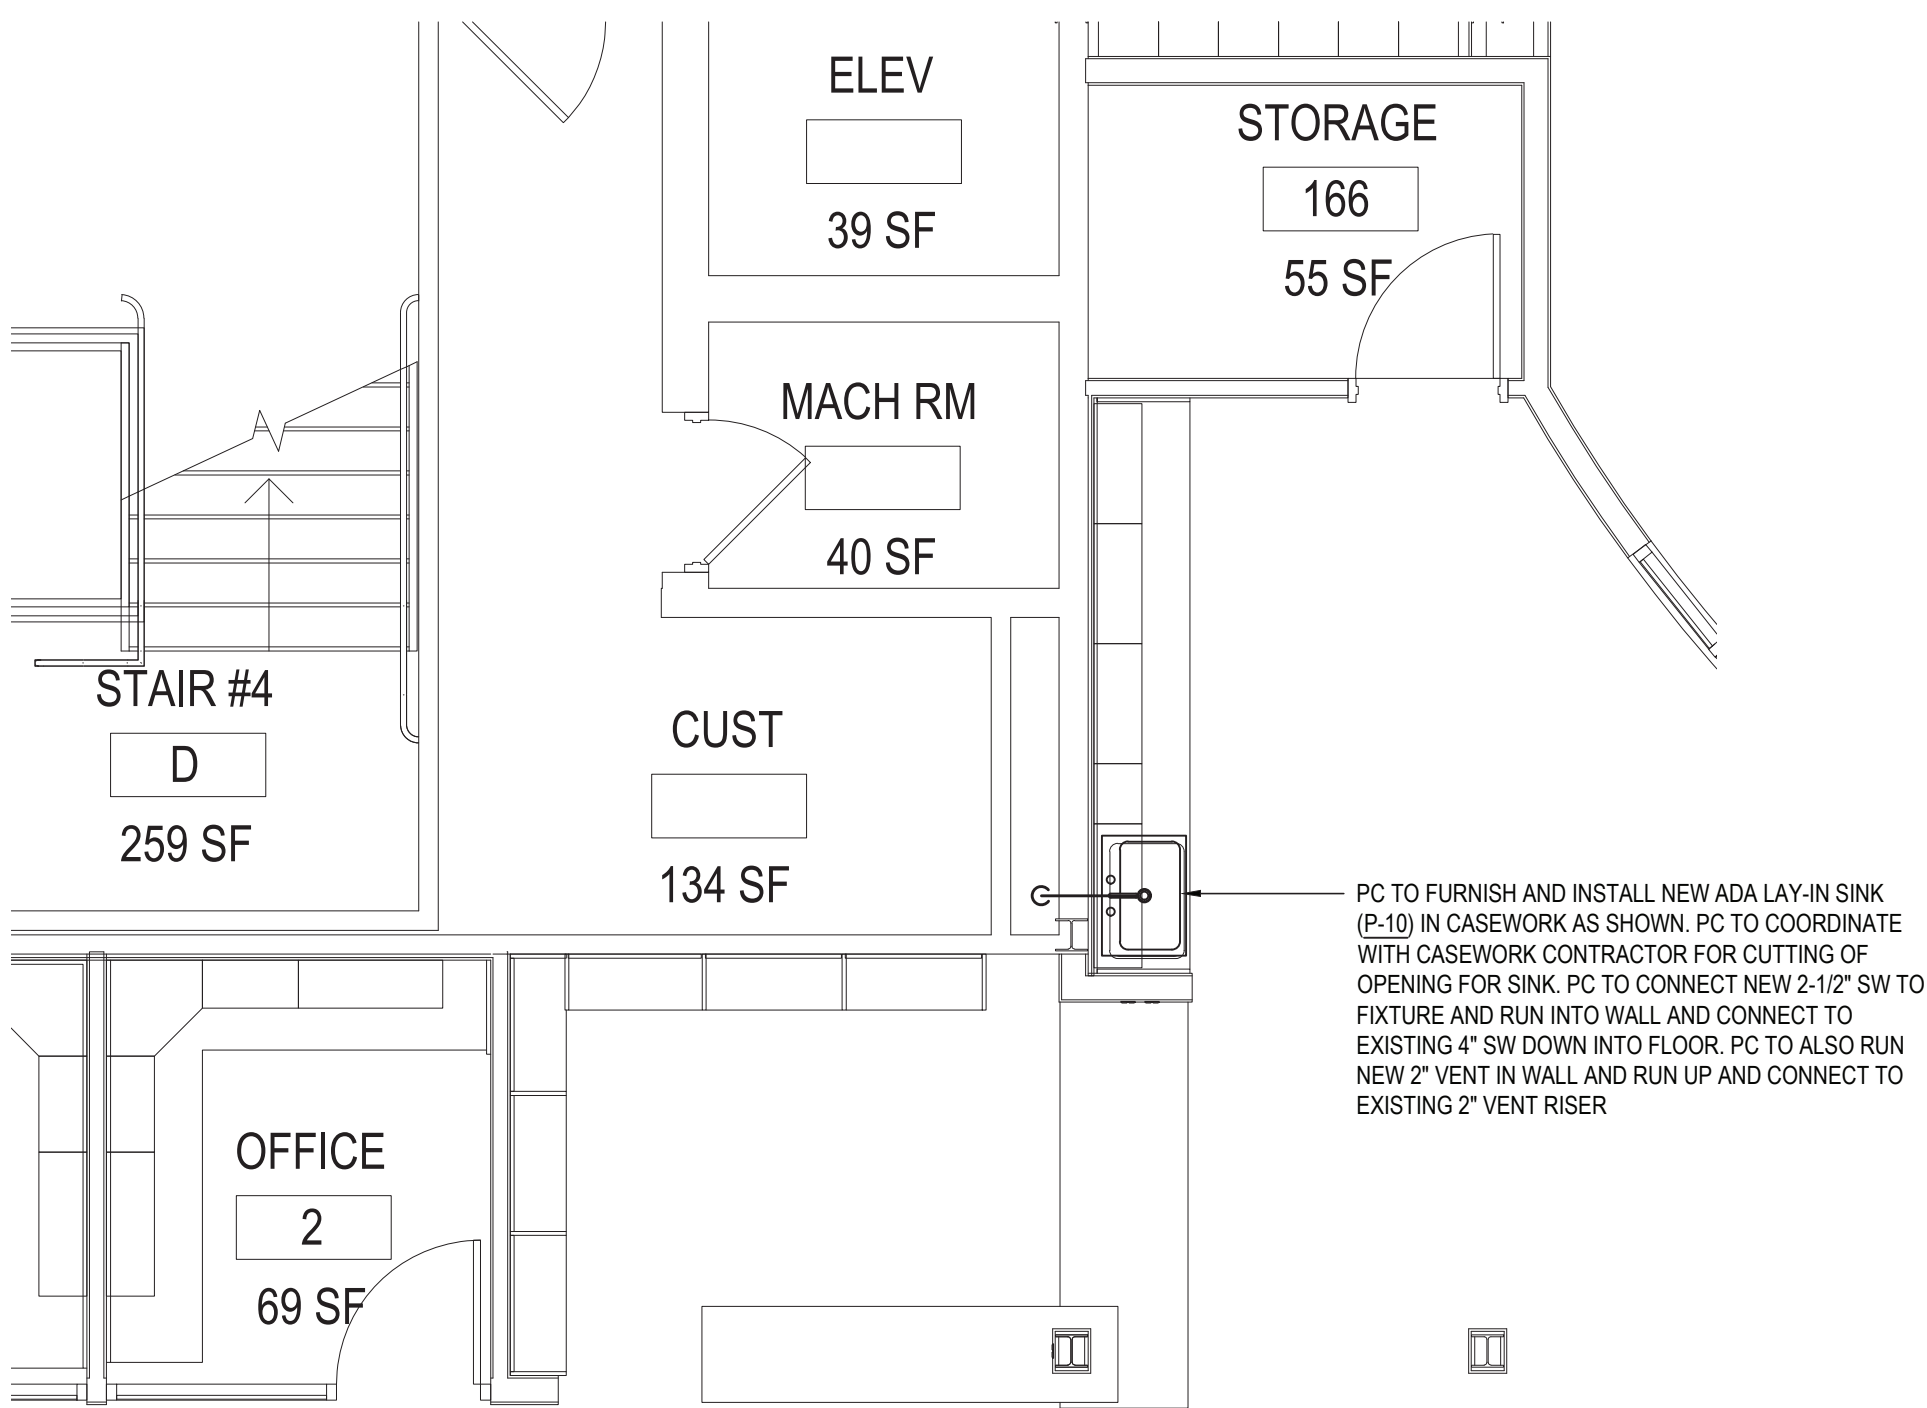 ELEV
39 SF
STORAGE
166
55 SF
MACH RM
40 SF
STAIR #4
D
259 SF
CUST
134 SF
PC TO FURNISH AND INSTALL NEW ADA LAY-IN SINK
(P-10) IN CASEWORK AS SHOWN. PC TO COORDINATE
WITH CASEWORK CONTRACTOR FOR CUTTING OF
OPENING FOR SINK. PC TO CONNECT NEW 2-1/2" SW TO
FIXTURE AND RUN INTO WALL AND CONNECT TO
EXISTING 4" SW DOWN INTO FLOOR. PC TO ALSO RUN
NEW 2" VENT IN WALL AND RUN UP AND CONNECT TO
EXISTING 2" VENT RISER
OFFICE
2
69 SF